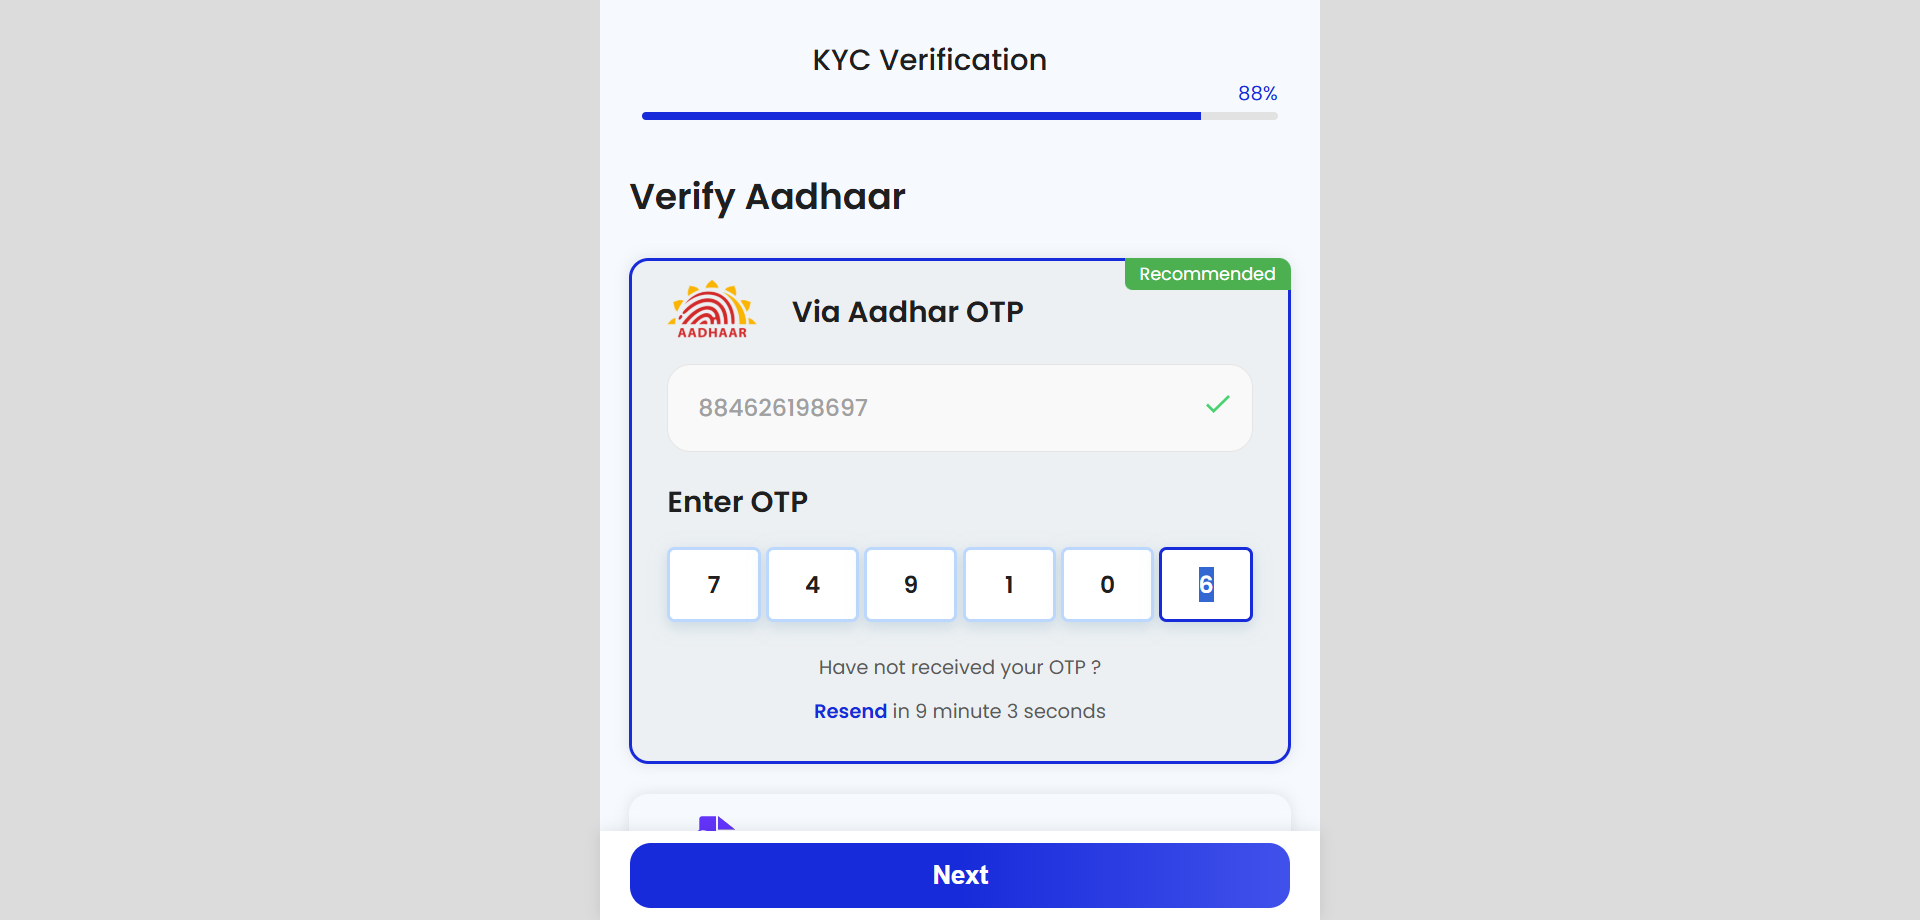 KYC Verification
88%
Verify Aadhaar
Recommended
AADHAAR
Via Aadhar OTP
884626198697
Enter OTP
7 4 9 1 0 6
Have not received your OTP ?
Resend in 9 minute 3 seconds
Next